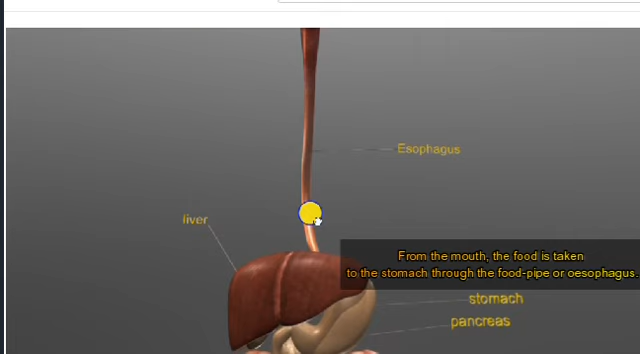 Esophagus
liver
From the mouth, the food is taken
to the stomach through the food-pipe or oesophagus.
stomach
pancreas